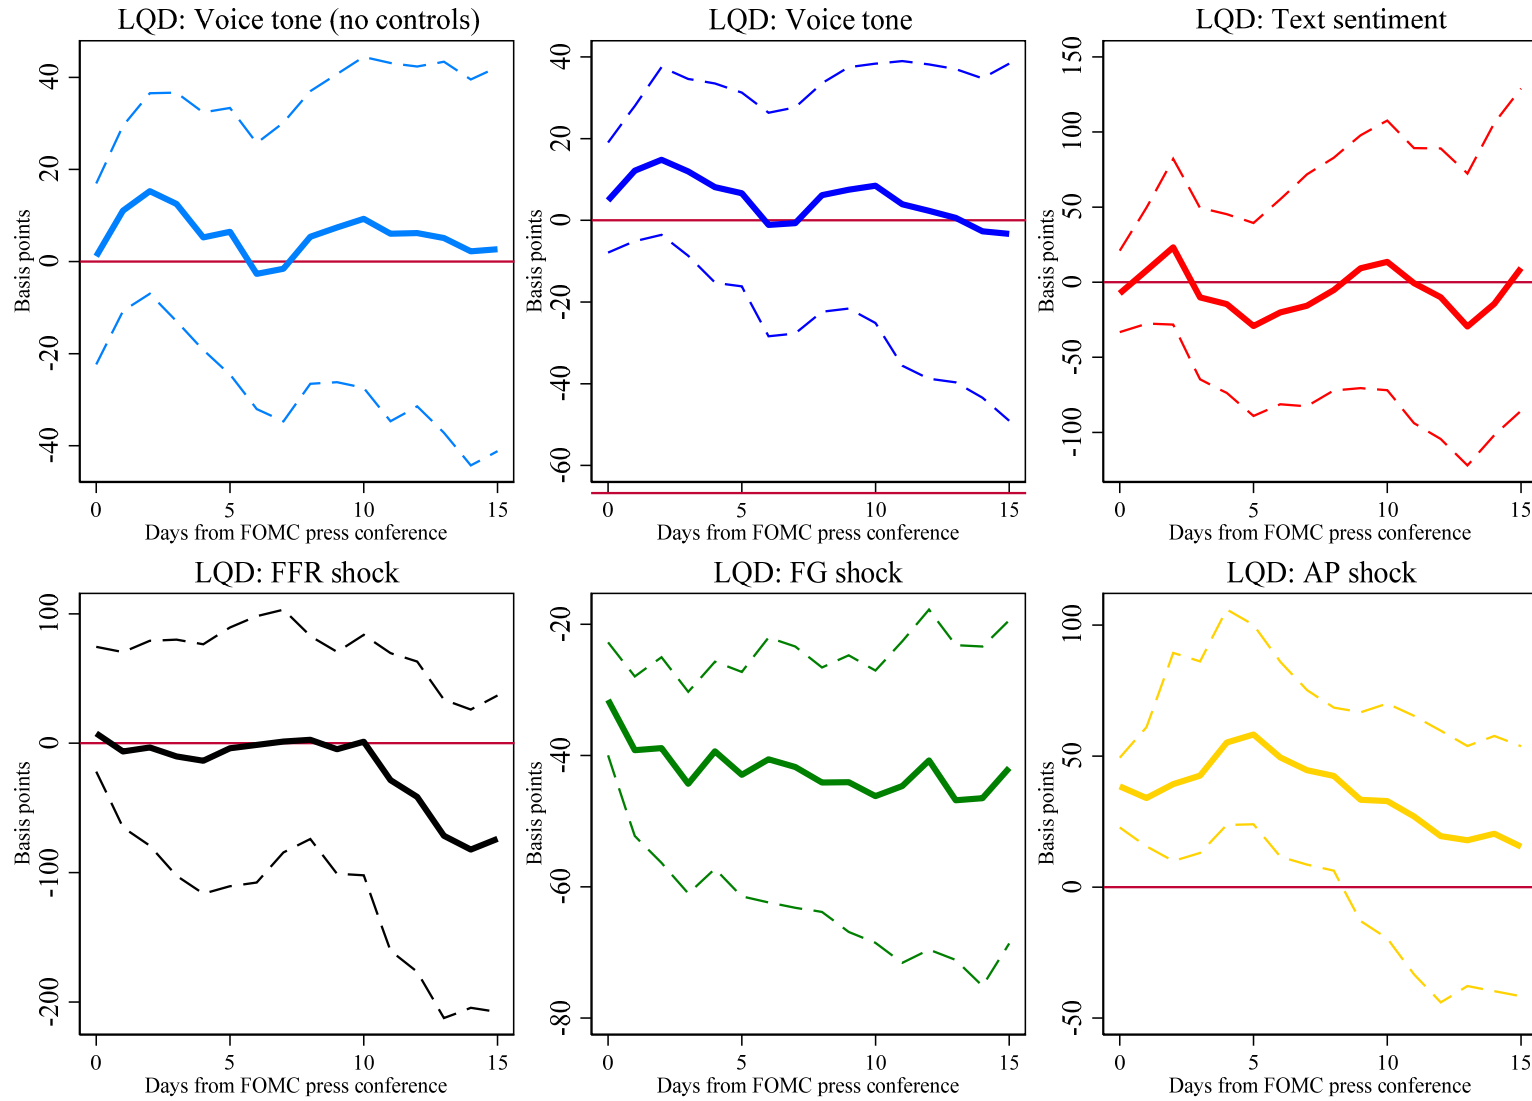 LQD: Voice tone (no controls)
LQD: Voice tone
LQD: Text sentiment
Basis points
40
20
0
-20
-40
0
5
10
15
Days from FOMC press conference
Basis points
40
20
0
-20
-40
-60
0
5
10
15
Days from FOMC press conference
Basis points
150
100
50
0
-50
-100
0
5
10
15
Days from FOMC press conference
LQD: FFR shock
LQD: FG shock
LQD: AP shock
Basis points
100
0
-100
-200
0
5
10
15
Days from FOMC press conference
Basis points
-20
-40
-60
-80
0
5
10
15
Days from FOMC press conference
Basis points
100
50
0
-50
0
5
10
15
Days from FOMC press conference